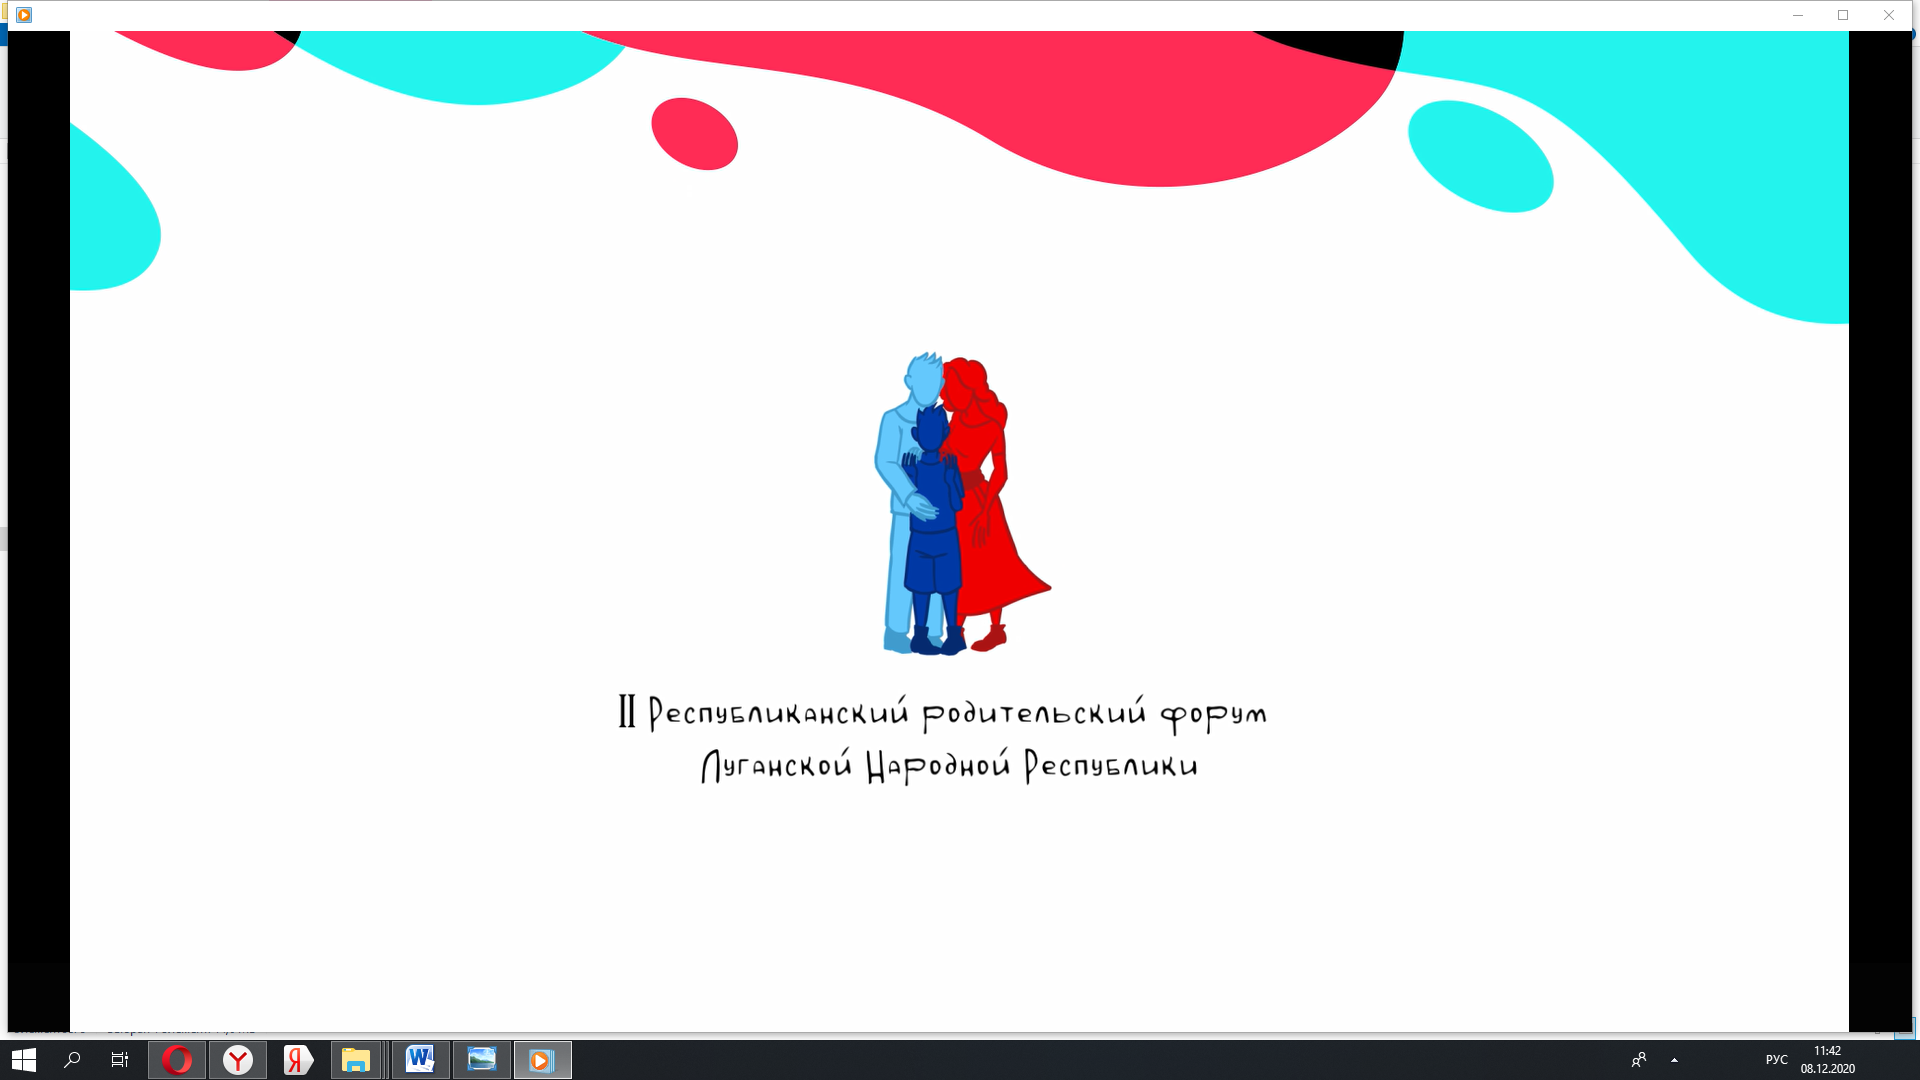 II Республиканский родительский форум
Луганской Народной Республики
РУС
11:42
08.12.2020